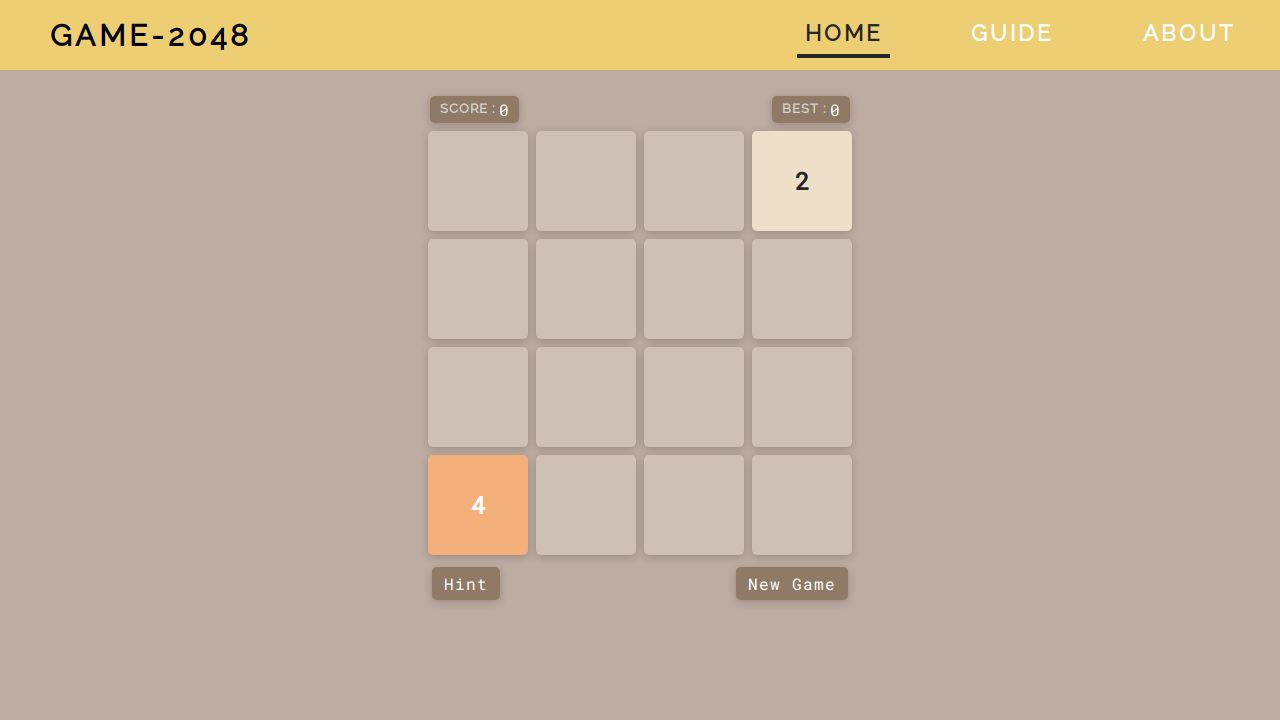 GAME-2048
HOME GUIDE ABOUT
SCORE : 0
BEST : 0
2
4
Hint
New Game